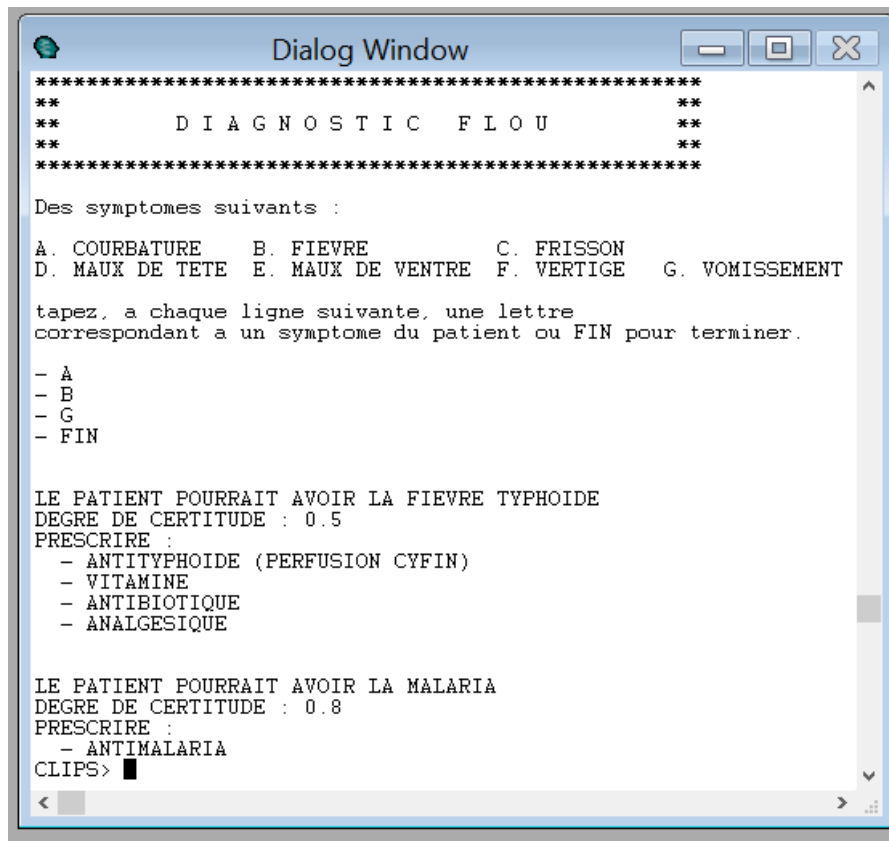 Dialog Window
****************************************************
** **
** D I A G N O S T I C F L O U **
** **
****************************************************
Des symptomes suivants :
A. COURBATURE B. FIEVRE C. FRISSON
D. MAUX DE TETE E. MAUX DE VENTRE F. VERTIGE G. VOMISSEMENT
tapez, a chaque ligne suivante, une lettre
correspondant a un symptome du patient ou FIN pour terminer.
- A
- B
- G
- FIN
LE PATIENT POURRAIT AVOIR LA FIEVRE TYPHOIDE
DEGRE DE CERTITUDE : 0.5
PRESCRIRE :
- ANTITYPHOIDE (PERFUSION CYFIN)
- VITAMINE
- ANTIBIOTIQUE
- ANALGESIQUE
LE PATIENT POURRAIT AVOIR LA MALARIA
DEGRE DE CERTITUDE : 0.8
PRESCRIRE :
- ANTIMALARIA
CLIPS>